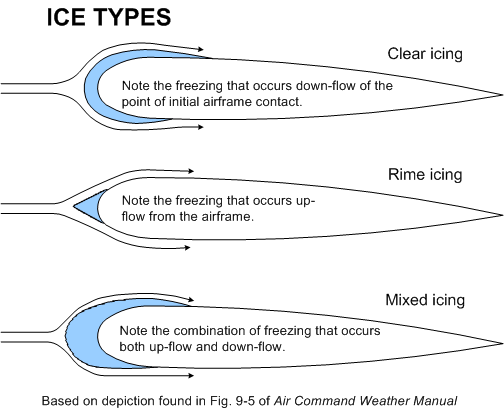 ICE TYPES
Clear icing
Note the freezing that occurs down-flow of the
point of initial airframe contact.
Rime icing
Note the freezing that occurs up-
flow from the airframe.
Mixed icing
Note the combination of freezing that occurs
both up-flow and down-flow.
Based on depiction found in Fig. 9-5 of Air Command Weather Manual